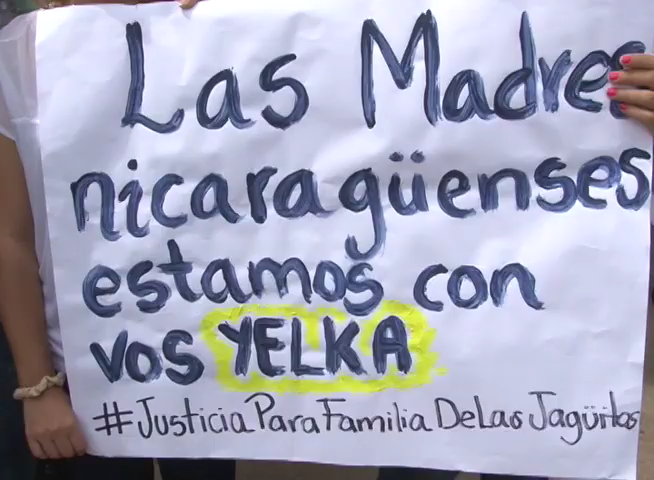 Las Madres
nicaragüenses
estamos con
vos YELKA
#JusticiaParaFamiliaDeLasJagüitas